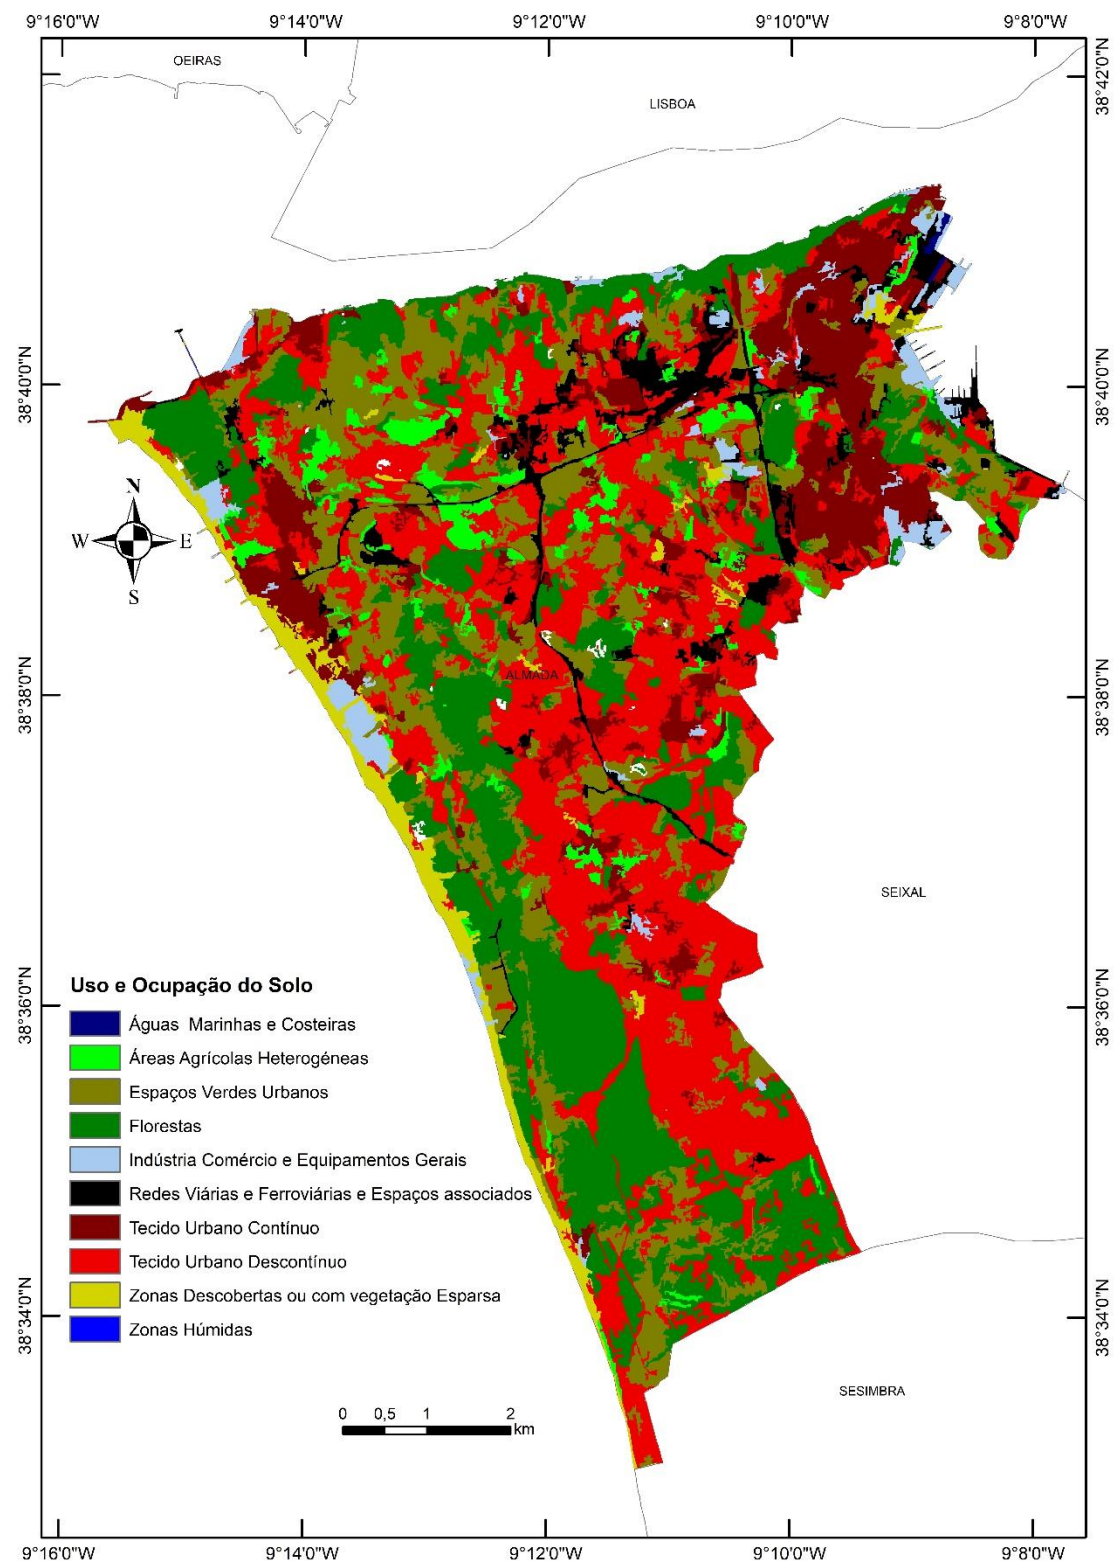 9°16'0"W 9°14'0"W 9°12'0"W 9°10'0"W 9°8'0"W
OEIRAS
38°42'0"N
LISBOA
38°40'0"N
38°40'0"N
N
W E
S
ALMADA
38°38'0"N
38°38'0"N
SEIXAL
Uso e Ocupação do Solo
38°36'0"N
38°36'0"N
Águas  Marinhas e Costeiras
Áreas Agrícolas Heterogéneas
Espaços Verdes Urbanos
Florestas
Indústria Comércio e Equipamentos Gerais
Redes Viárias e Ferroviárias e Espaços associados
Tecido Urbano Contínuo
Tecido Urbano Descontínuo
Zonas Descobertas ou com vegetação Esparsa
Zonas Húmidas
38°34'0"N
38°34'0"N
SESIMBRA
0 0,5 1 2
km
9°16'0"W 9°14'0"W 9°12'0"W 9°10'0"W 9°8'0"W